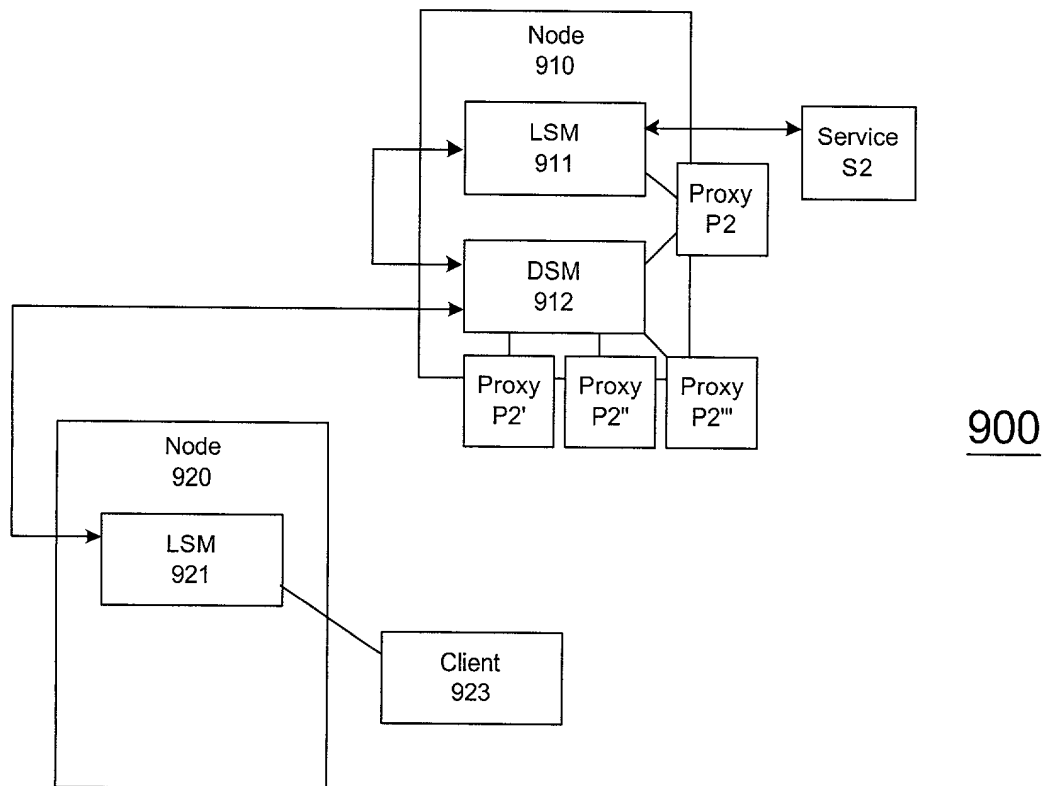 Node
910
LSM
911
Service
S2
Proxy
P2
DSM
912
Proxy
P2'
Proxy
P2"
Proxy
P2'"
900
Node
920
LSM
921
Client
923